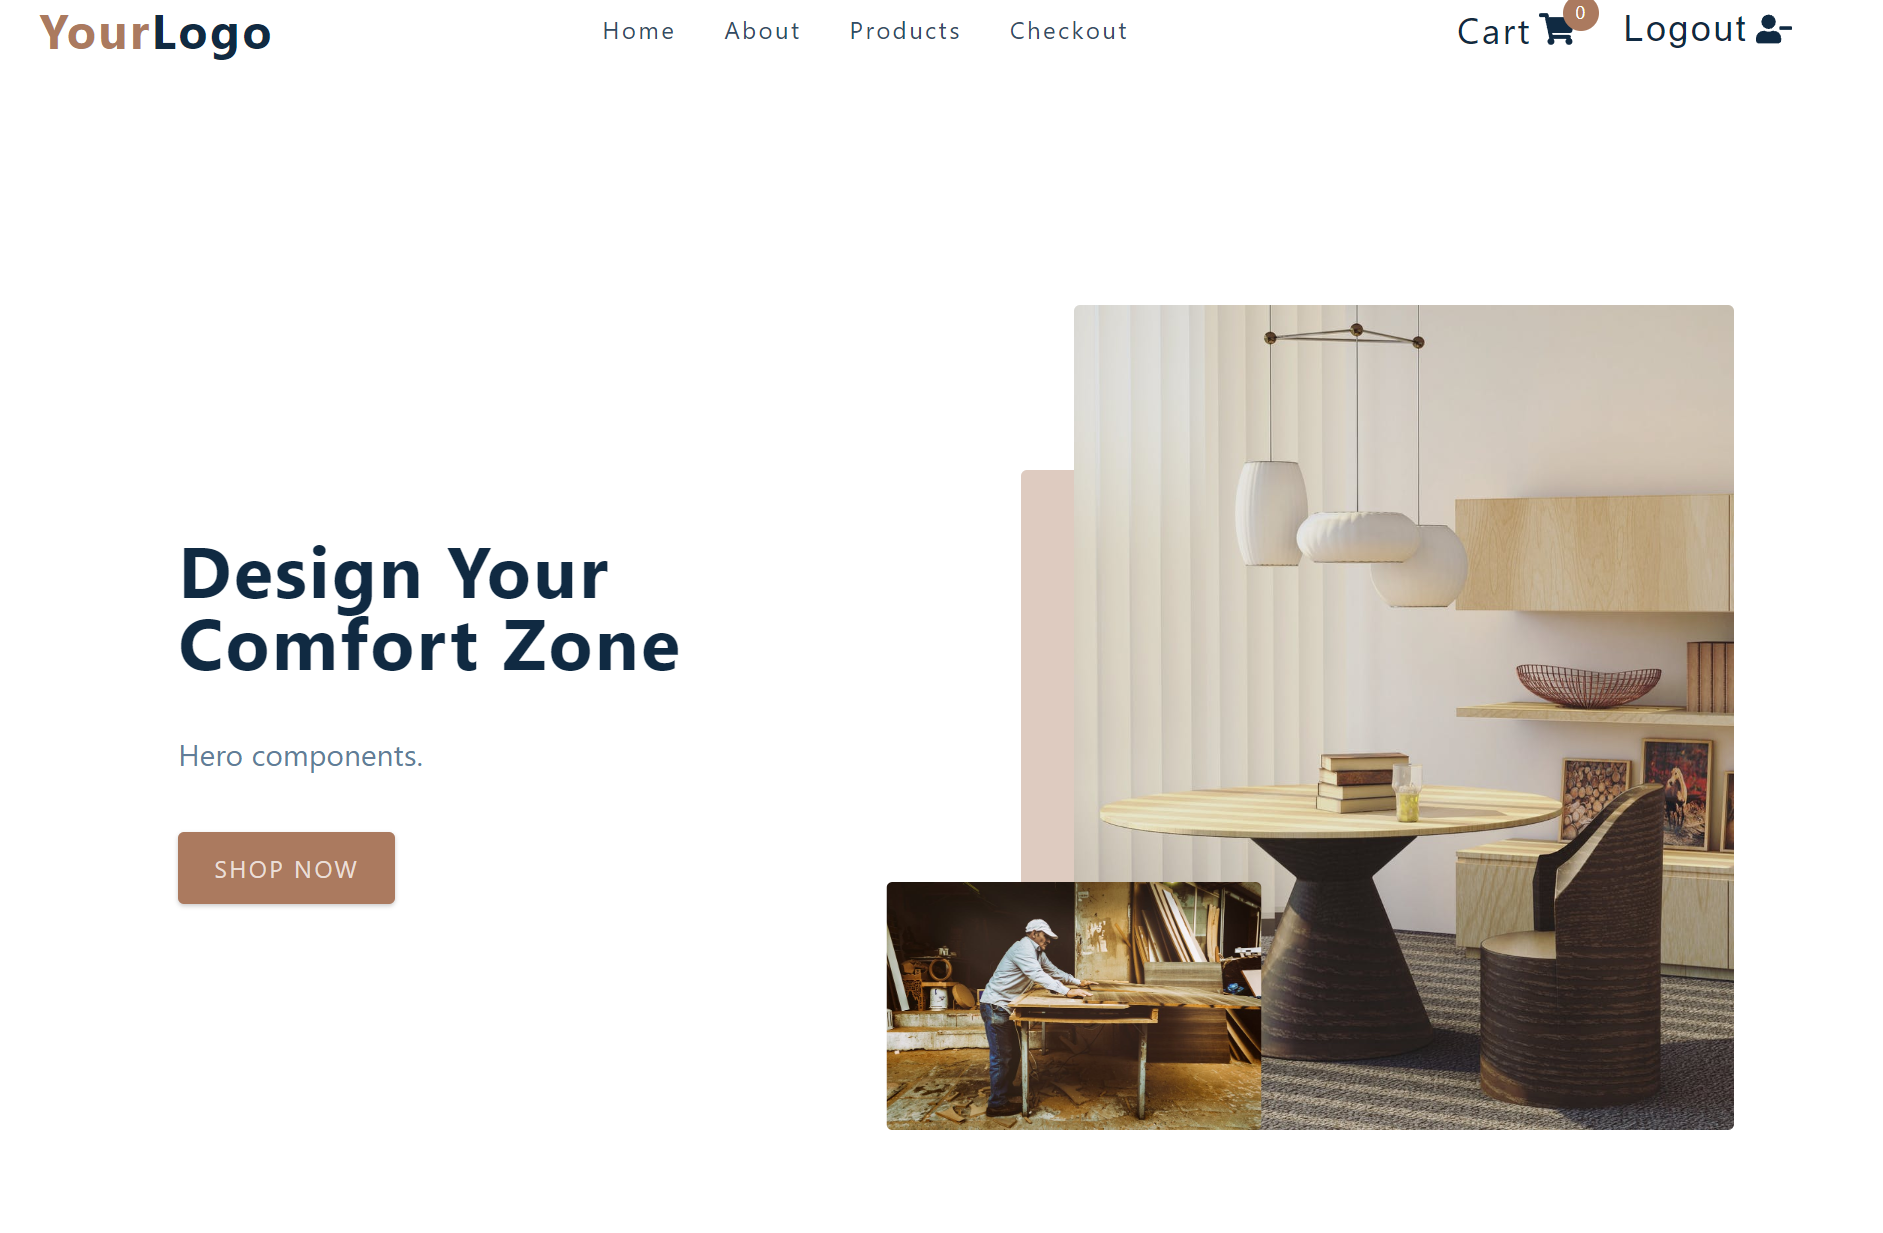 YourLogo
Home About Products Checkout
Cart 0 Logout
Design Your
Comfort Zone
Hero components.
SHOP NOW